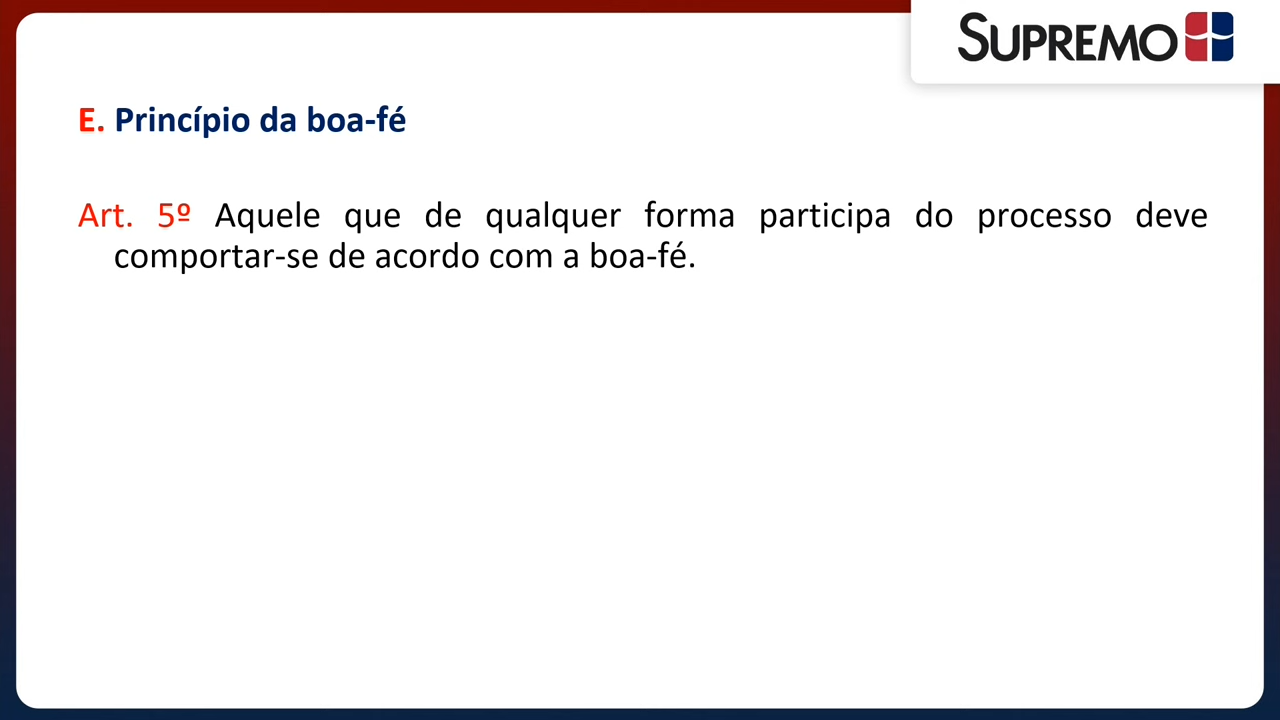 SUPREMO
E. Princípio da boa-fé
Art. 5º Aquele que de qualquer forma participa do processo deve
comportar-se de acordo com a boa-fé.